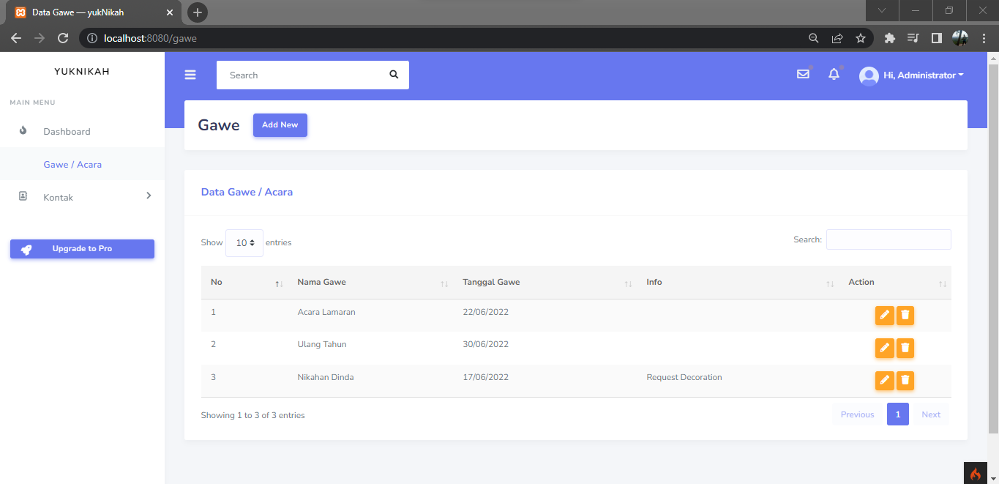 Data Gawe — yukNikah
localhost:8080/gawe
YUKNIKAH
MAIN MENU
Dashboard
Gawe / Acara
Kontak
Upgrade to Pro
Search
Hi, Administrator
Gawe
Add New
Data Gawe / Acara
Show 10 entries
Search:
No Nama Gawe Tanggal Gawe Info Action
1 Acara Lamaran 22/06/2022
2 Ulang Tahun 30/06/2022
3 Nikahan Dinda 17/06/2022 Request Decoration
Showing 1 to 3 of 3 entries
Previous 1 Next